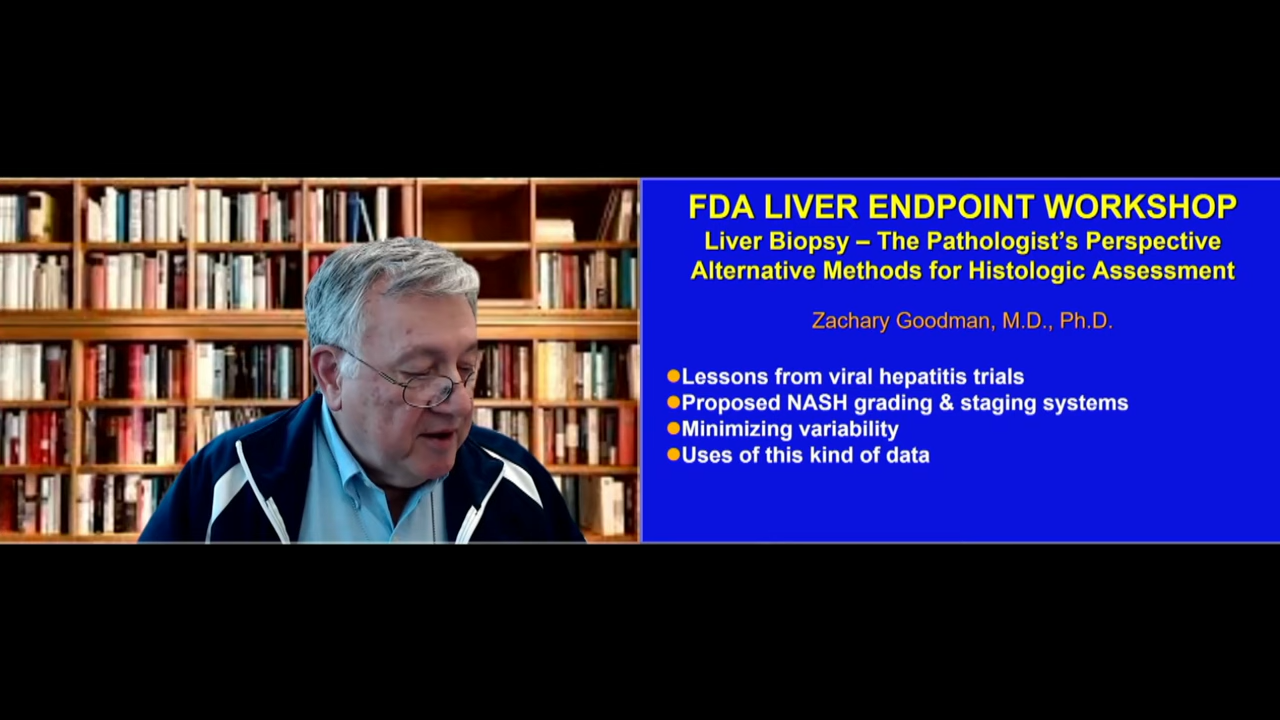 FDA LIVER ENDPOINT WORKSHOP
Liver Biopsy – The Pathologist's Perspective
Alternative Methods for Histologic Assessment
Zachary Goodman, M.D., Ph.D.
●Lessons from viral hepatitis trials
●Proposed NASH grading & staging systems
●Minimizing variability
●Uses of this kind of data